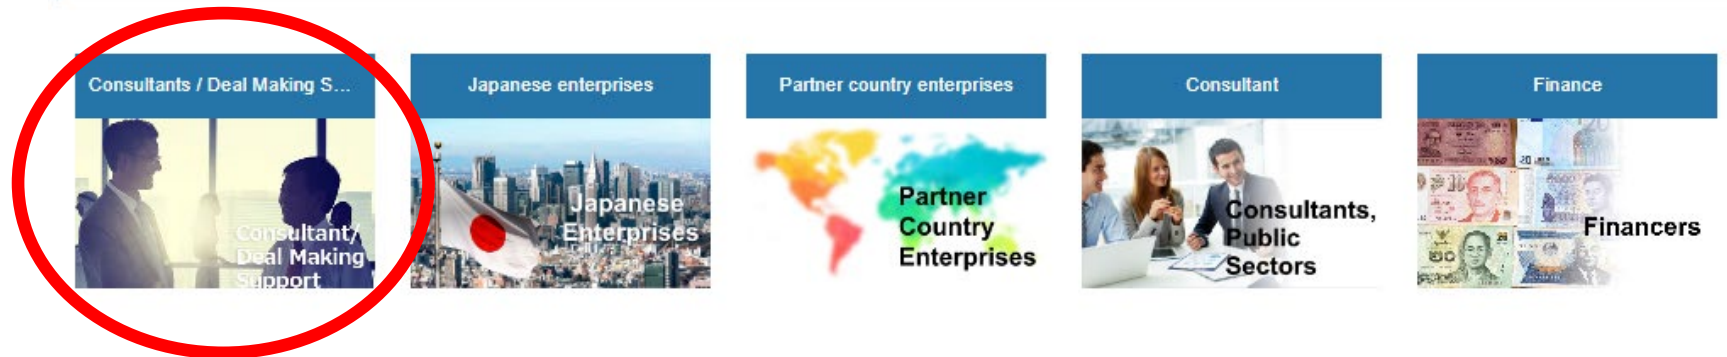 Consultants / Deal Making S...
Japanese enterprises
Partner country enterprises
Consultant
Finance
Consultant/
Deal Making
Support
Japanese
Enterprises
Partner
Country
Enterprises
Consultants,
Public
Sectors
Financers